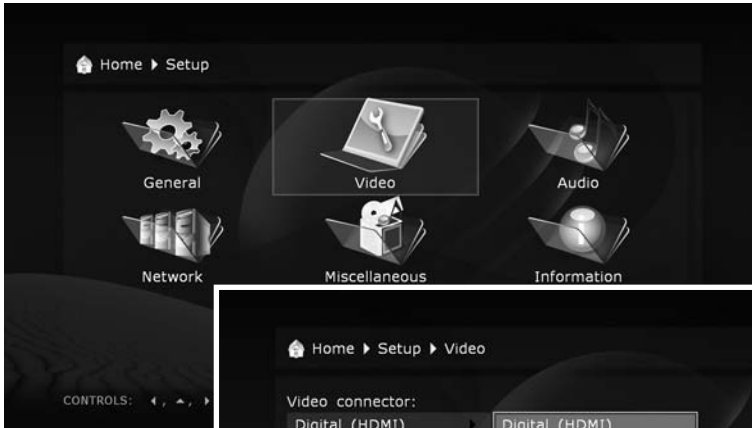 Home ▸ Setup
General Video Audio
Network Miscellaneous Information
CONTROLS: ◂, ▴, ▸
Home ▸ Setup ▸ Video
Video connector:
Digital (HDMI) ▸ Digital (HDMI)